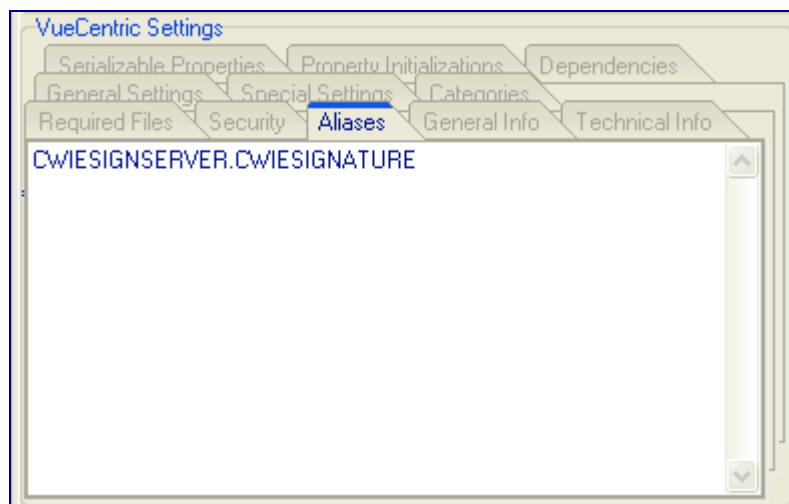 VueCentric Settings
Serializable Properties Property Initializations Dependencies
General Settings Special Settings Categories
Required Files Security Aliases General Info Technical Info
CWIESIGNSERVER.CWIESIGNATURE